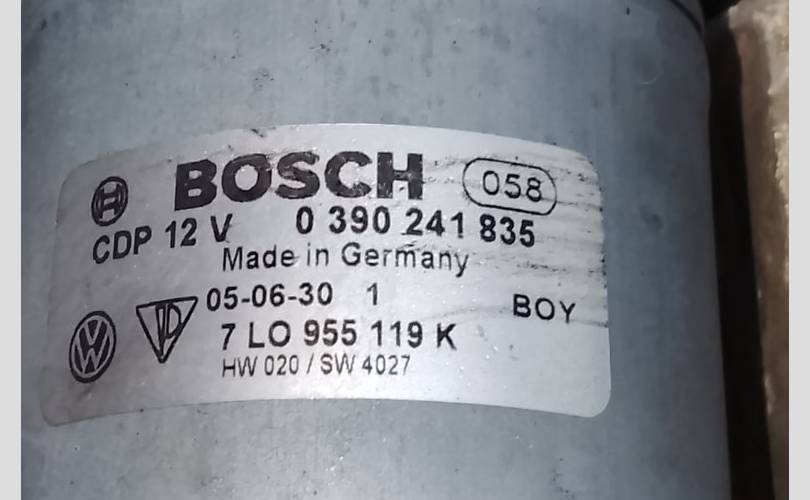 BOSCH 058
CDP 12 V 0 390 241 835
Made in Germany
05-06-30 1 BOY
7 LO 955 119 K
HW 020 / SW 4027